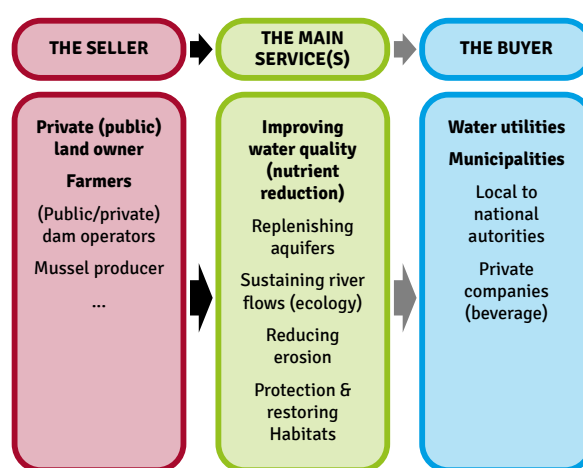 THE SELLER
THE MAIN
SERVICE(S)
THE BUYER
Private (public)
land owner
Farmers
(Public/private)
dam operators
Mussel producer
...
Improving
water quality
(nutrient
reduction)
Replenishing
aquifers
Sustaining river
flows (ecology)
Reducing
erosion
Protection &
restoring
Habitats
Water utilities
Municipalities
Local to
national
autorities
Private
companies
(beverage)